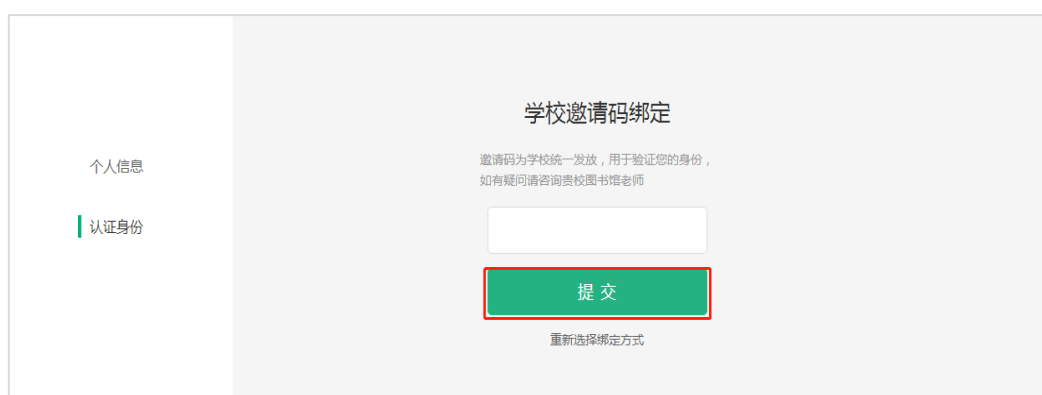 学校邀请码绑定
邀请码为学校统一发放，用于验证您的身份，
如有疑问请咨询贵校图书馆老师
个人信息
认证身份
提 交
重新选择绑定方式